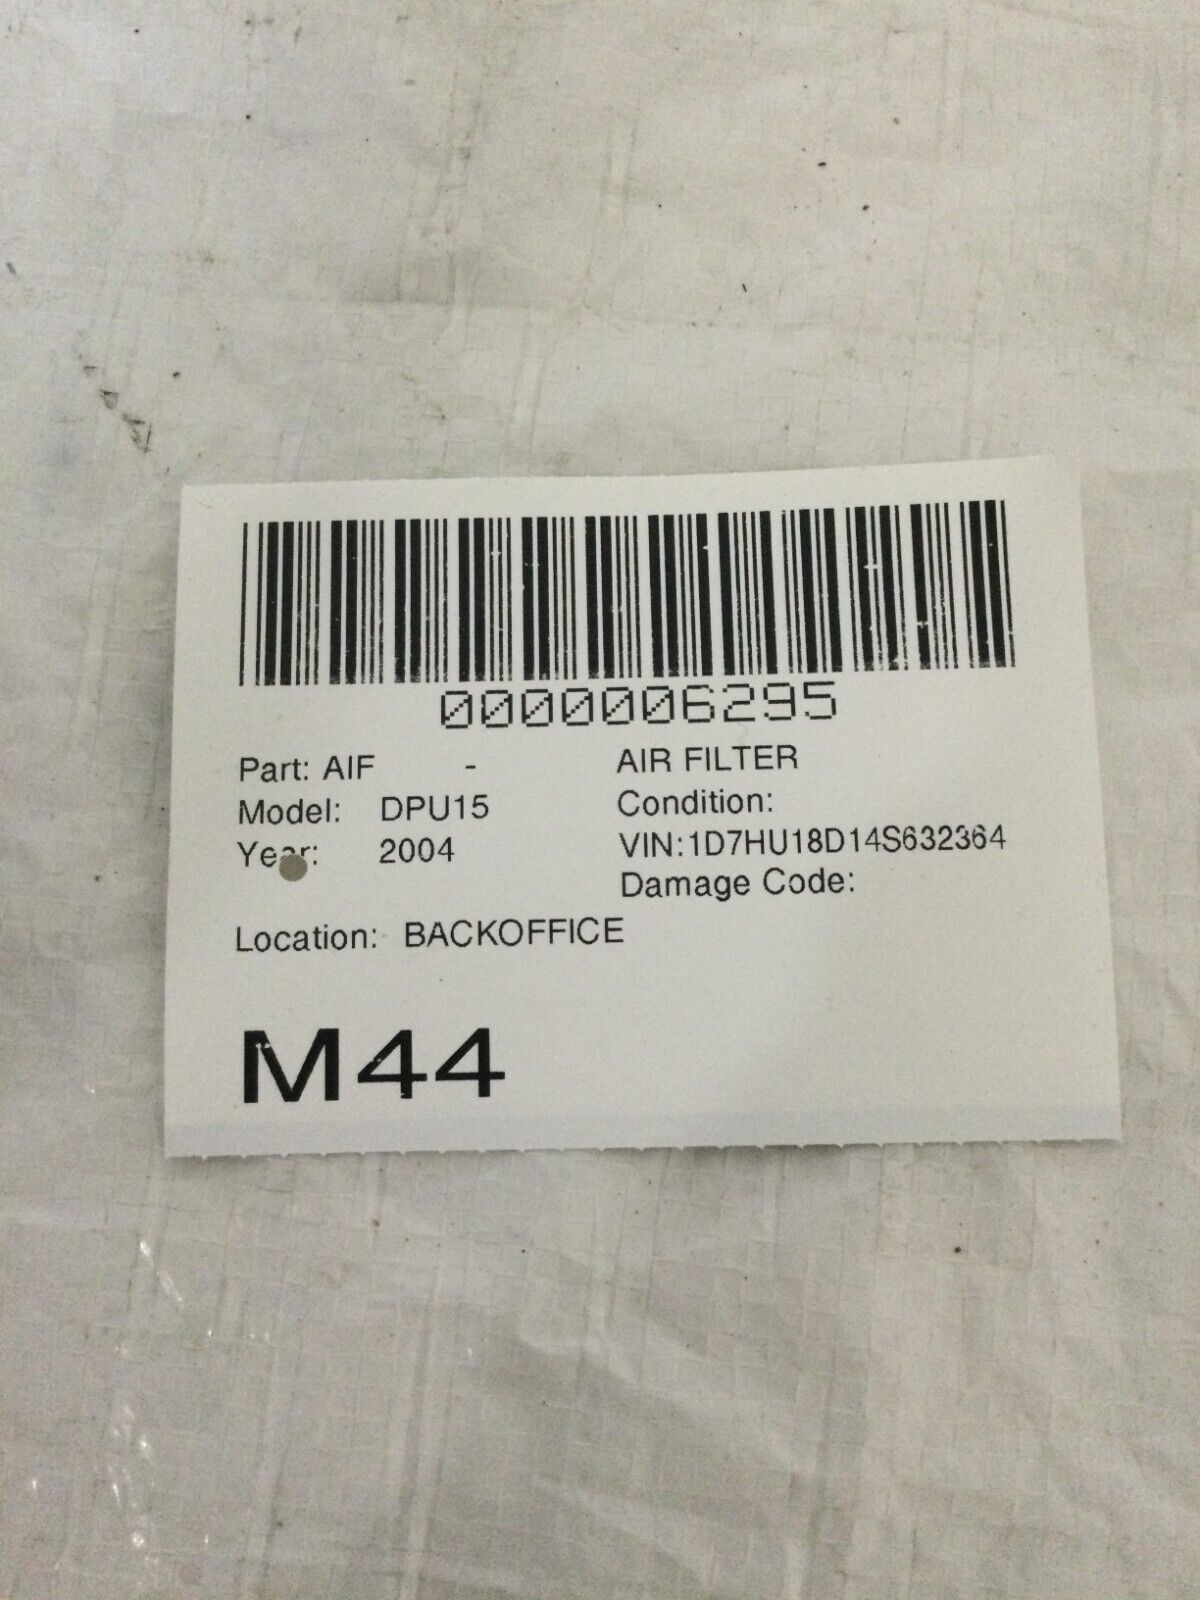 0000006295
Part: AIF - AIR FILTER
Model: DPU15 Condition:
Year: 2004 VIN:1D7HU18D14S632364
Damage Code:
Location: BACKOFFICE
M44